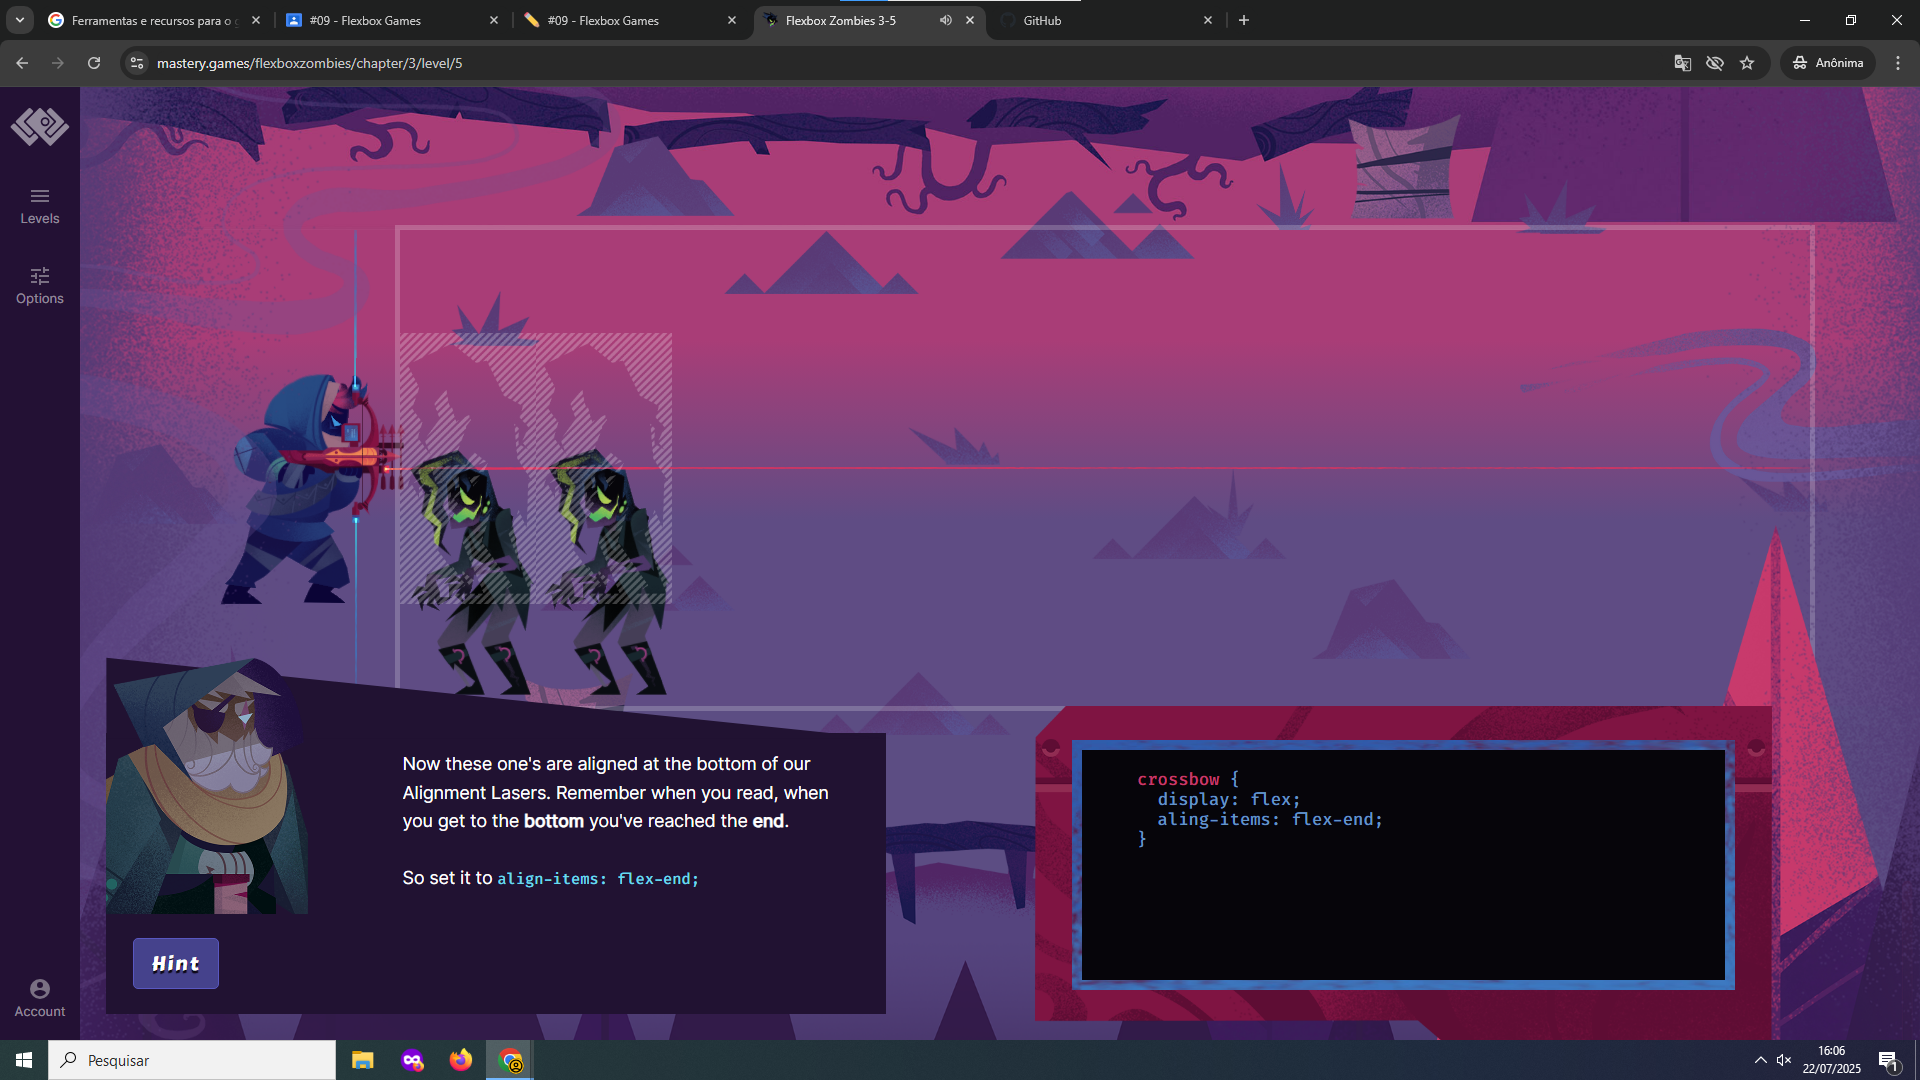 Ferramentas e recursos para o g
#09 - Flexbox Games
#09 - Flexbox Games
Flexbox Zombies 3-5
GitHub
mastery.games/flexboxzombies/chapter/3/level/5
Anônima
Levels
Options
Now these one's are aligned at the bottom of our
Alignment Lasers. Remember when you read, when
you get to the bottom you've reached the end.
So set it to align-items: flex-end;
Hint
crossbow {
display: flex;
aling-items: flex-end;
}
Account
Pesquisar
16:06
22/07/2025
1